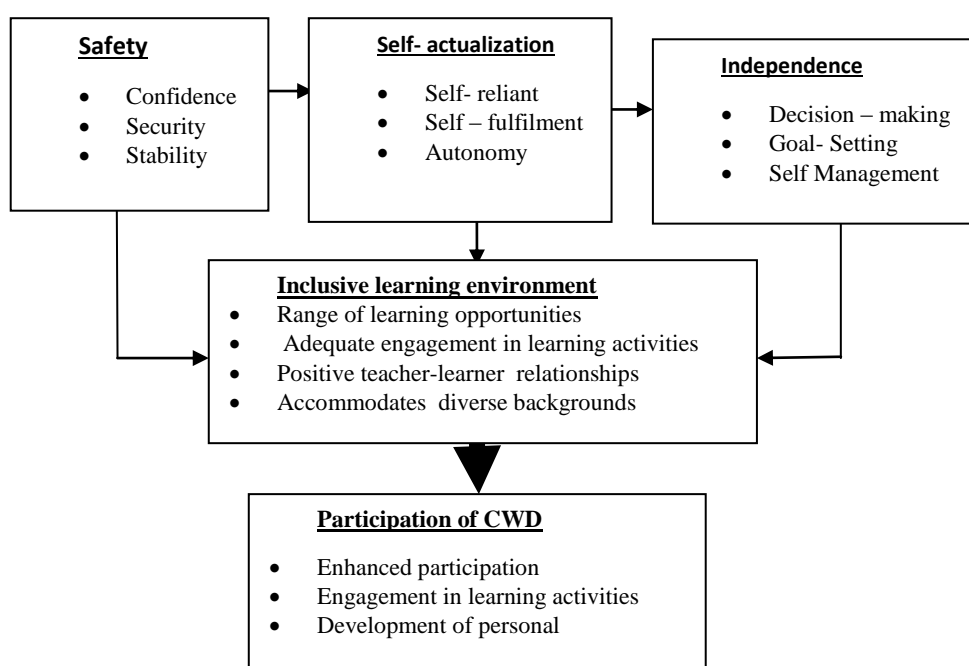 Safety
• Confidence
• Security
• Stability
Self- actualization
• Self- reliant
• Self – fulfilment
• Autonomy
Independence
• Decision – making
• Goal- Setting
• Self Management
Inclusive learning environment
• Range of learning opportunities
• Adequate engagement in learning activities
• Positive teacher-learner relationships
• Accommodates diverse backgrounds
Participation of CWD
• Enhanced participation
• Engagement in learning activities
• Development of personal